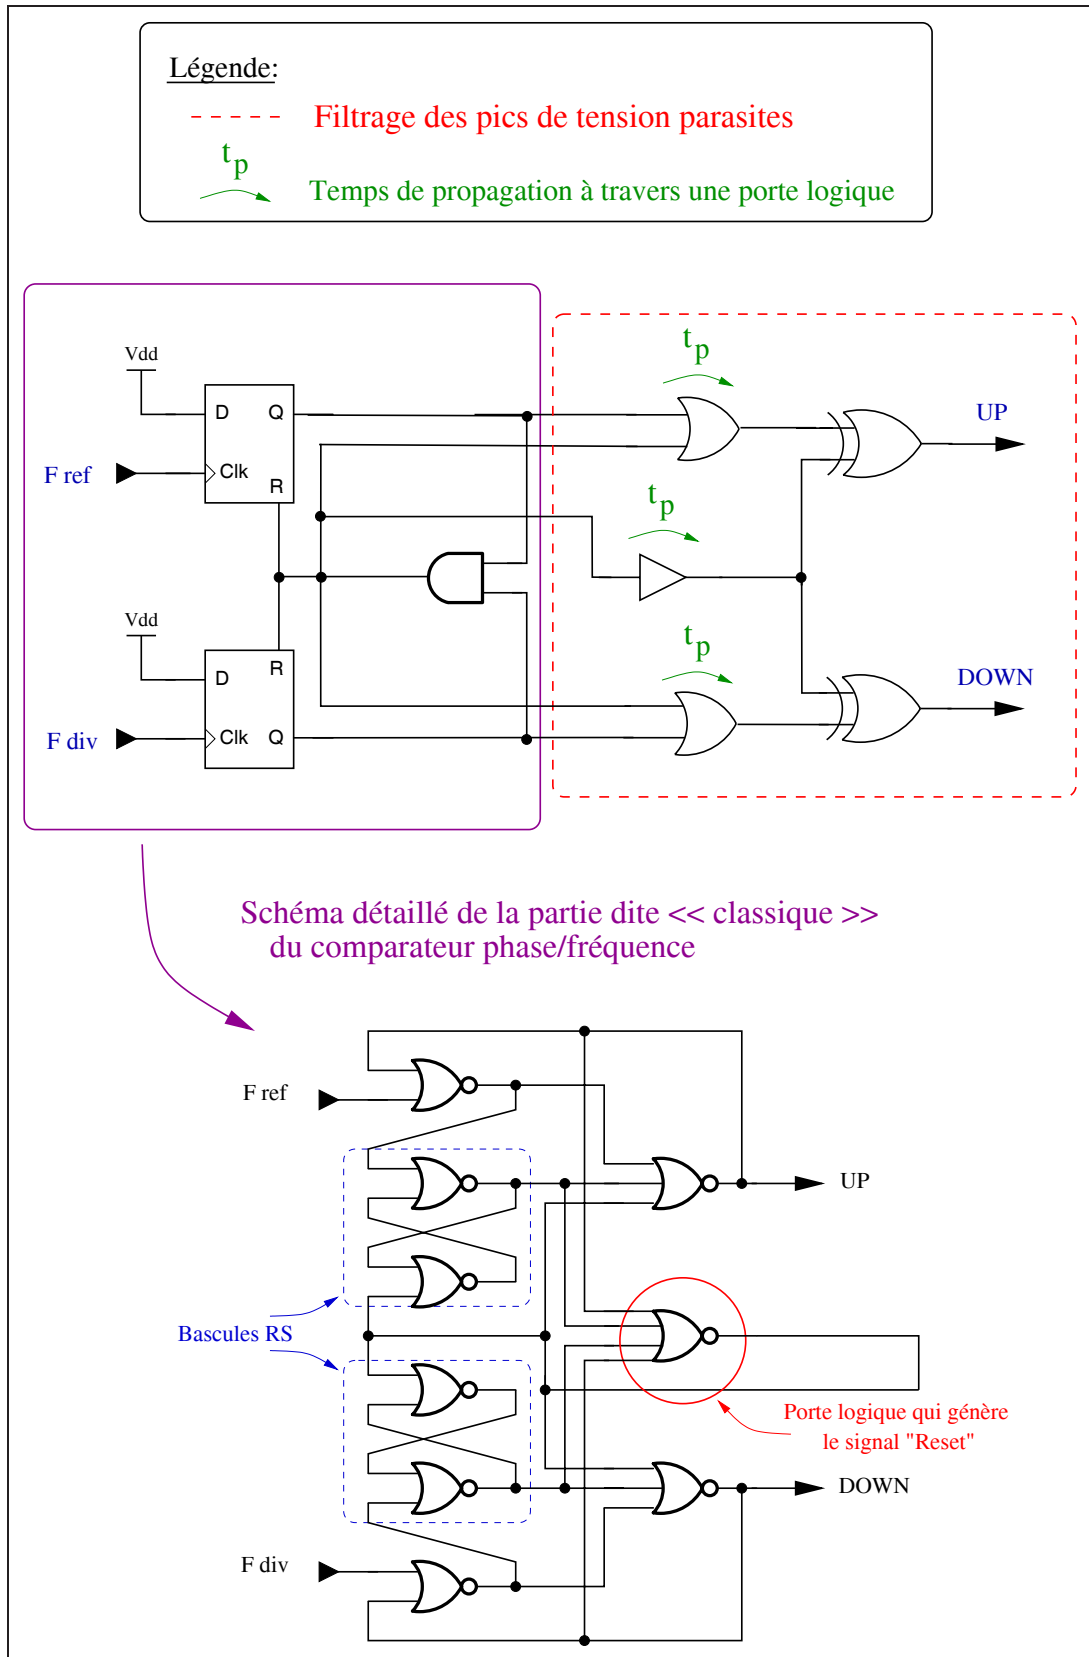 Légende:
Filtrage des pics de tension parasites
tp
Temps de propagation à travers une porte logique
tp
Vdd
D Q
UP
F ref
Clk
R
tp
Vdd
tp
R
D
DOWN
F div
Clk Q
Schéma détaillé de la partie dite << classique >>
du comparateur phase/fréquence
F ref
UP
Bascules RS
Porte logique qui génère
le signal "Reset"
DOWN
F div